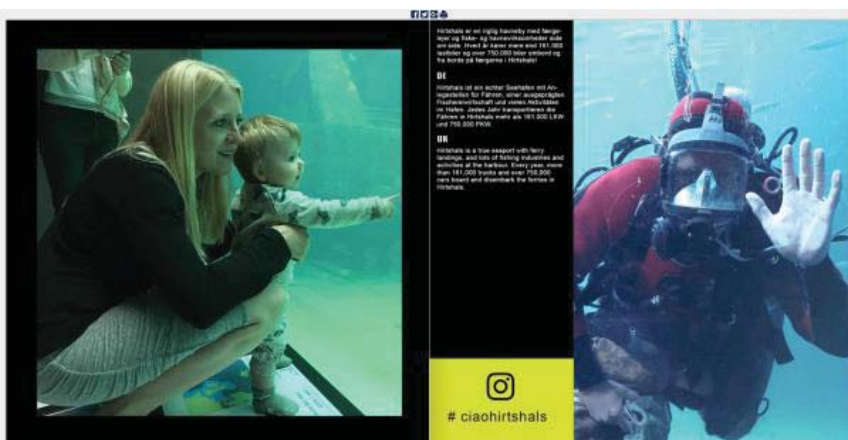 Hirtshals er en rigtig havneby med færge-
lejer og fiske- og havnevirksomheder side
om side. Hvert år kører mere end 161.000
lastbiler og over 750.000 biler ombord og
fra borde på færgerne i Hirtshals!
DE
Hirtshals ist ein echter Seehafen mit An-
legestellen für Fähren, einer ausgeprägten
Fischereiwirtschaft und vielen Aktivitäten
im Hafen. Jedes Jahr transportieren die
Fähren in Hirtshals mehr als 161.000 LKW
und 750.000 PKW.
UK
Hirtshals is a true seaport with ferry
landings, and lots of fishing industries and
activities at the harbour. Every year, more
than 161,000 trucks and over 750,000
cars board and disembark the ferries in
Hirtshals.
# ciaohirtshals